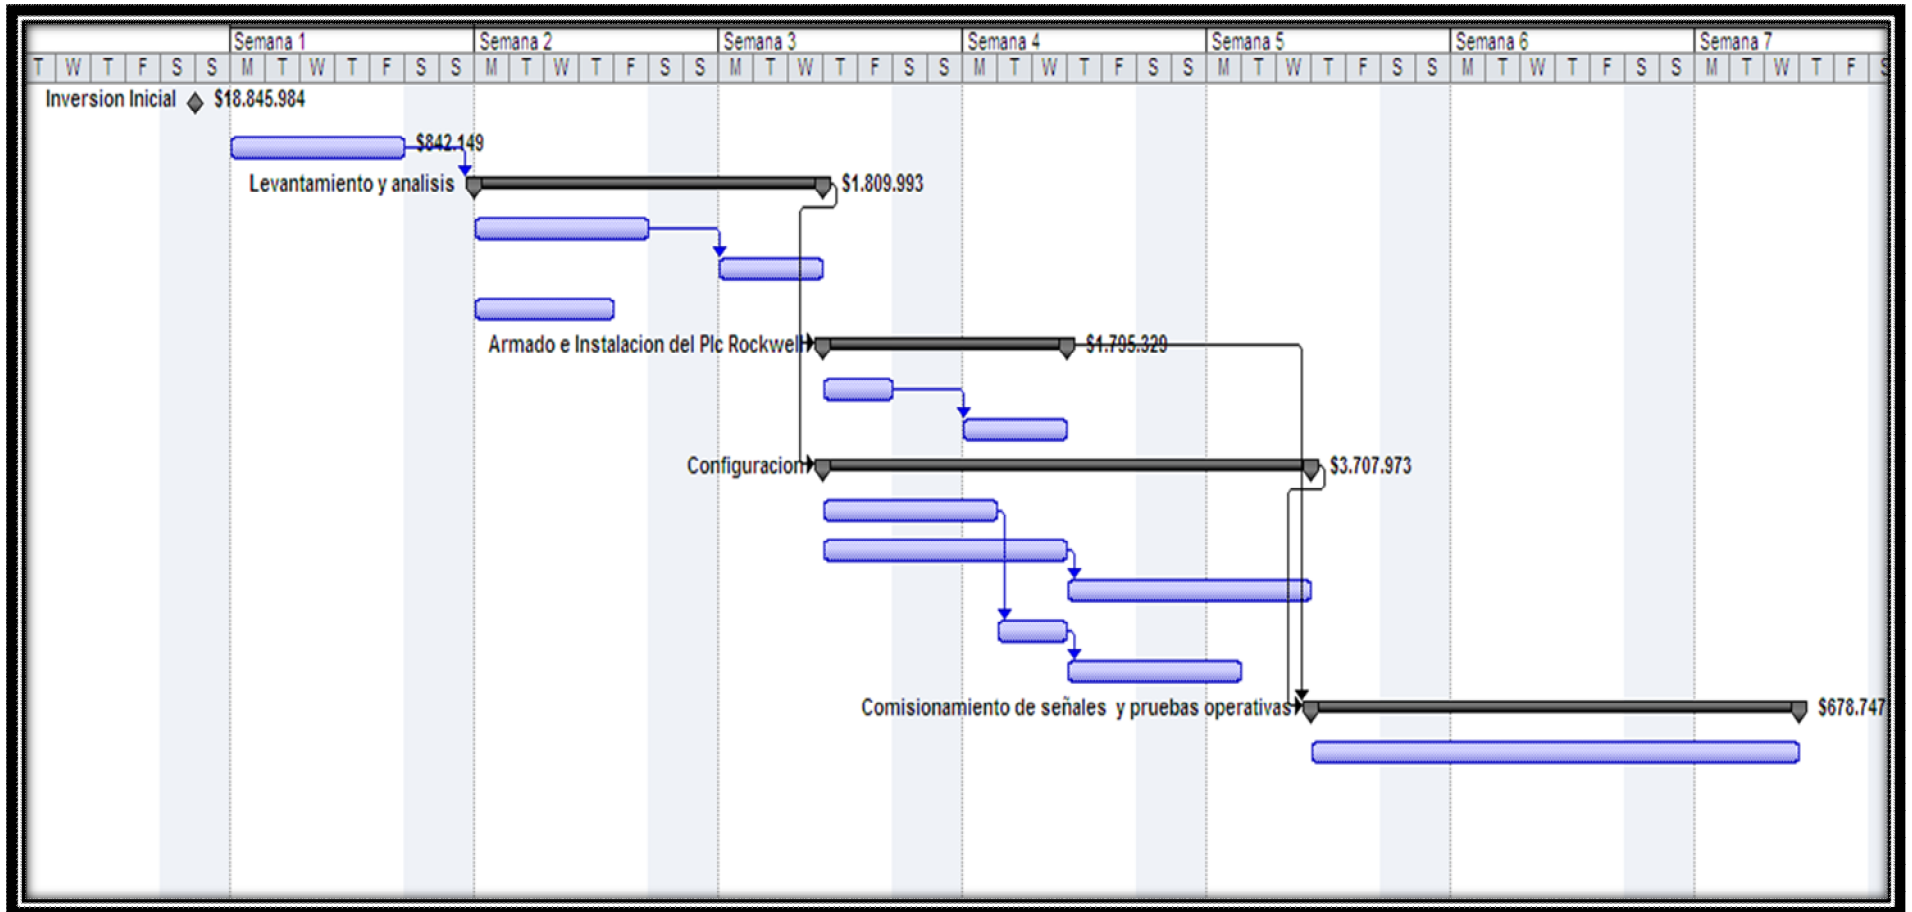 Semana 1 Semana 2 Semana 3 Semana 4 Semana 5 Semana 6 Semana 7
T W T F S S M T W T F S S M T W T F S S M T W T F S S M T W T F S S M T W T F S S M T W T F S S M T W T F S
Inversion Inicial $18.845.984
$842.149
Levantamiento y analisis $1.809.993
Armado e Instalacion del Plc Rockwell $1.795.329
Configuracion $3.707.973
Comisionamiento de señales y pruebas operativas $678.747